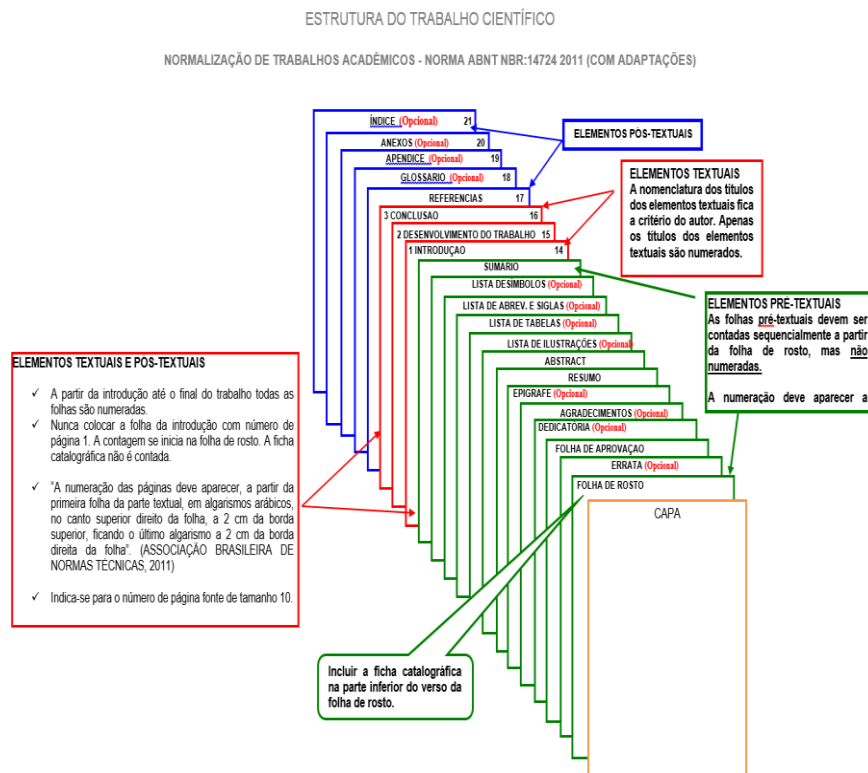 ESTRUTURA DO TRABALHO CIENTÍFICO
NORMALIZAÇÃO DE TRABALHOS ACADÊMICOS - NORMA ABNT NBR:14724 2011 (COM ADAPTAÇÕES)
ÍNDICE (Opcional) 21
ANEXOS (Opcional) 20
APENDICE (Opcional) 19
GLOSSARIO (Opcional) 18
REFERENCIAS 17
3 CONCLUSAO 16
2 DESENVOLVIMENTO DO TRABALHO 15
1 INTRODUÇAO 14
SUMARIO
LISTA DESÍMBOLOS (Opcional)
LISTA DE ABREV. E SIGLAS (Opcional)
LISTA DE TABELAS (Opcional)
LISTA DE ILUSTRAÇÕES (Opcional)
ABSTRACT
RESUMO
EPIGRAFE (Opcional)
AGRADECIMENTOS (Opcional)
DEDICATÓRIA (Opcional)
FOLHA DE APROVAÇAO
ERRATA (Opcional)
FOLHA DE ROSTO
CAPA
ELEMENTOS PÓS-TEXTUAIS
ELEMENTOS TEXTUAIS
A nomenclatura dos títulos
dos elementos textuais fica
a critério do autor. Apenas
os títulos dos elementos
textuais são numerados.
ELEMENTOS PRÉ-TEXTUAIS
As folhas pré-textuais devem ser
contadas sequencialmente a partir
da folha de rosto, mas não
numeradas.
A numeração deve aparecer a
ELEMENTOS TEXTUAIS E PÓS-TEXTUAIS
✓ A partir da introdução até o final do trabalho todas as
folhas são numeradas.
✓ Nunca colocar a folha da introdução com número de
página 1. A contagem se inicia na folha de rosto. A ficha
catalográfica não é contada.
✓ “A numeração das páginas deve aparecer, a partir da
primeira folha da parte textual, em algarismos arábicos,
no canto superior direito da folha, a 2 cm da borda
superior, ficando o último algarismo a 2 cm da borda
direita da folha”. (ASSOCIAÇÃO BRASILEIRA DE
NORMAS TÉCNICAS, 2011)
✓ Indica-se para o número de página fonte de tamanho 10.
Incluir a ficha catalográfica
na parte inferior do verso da
folha de rosto.